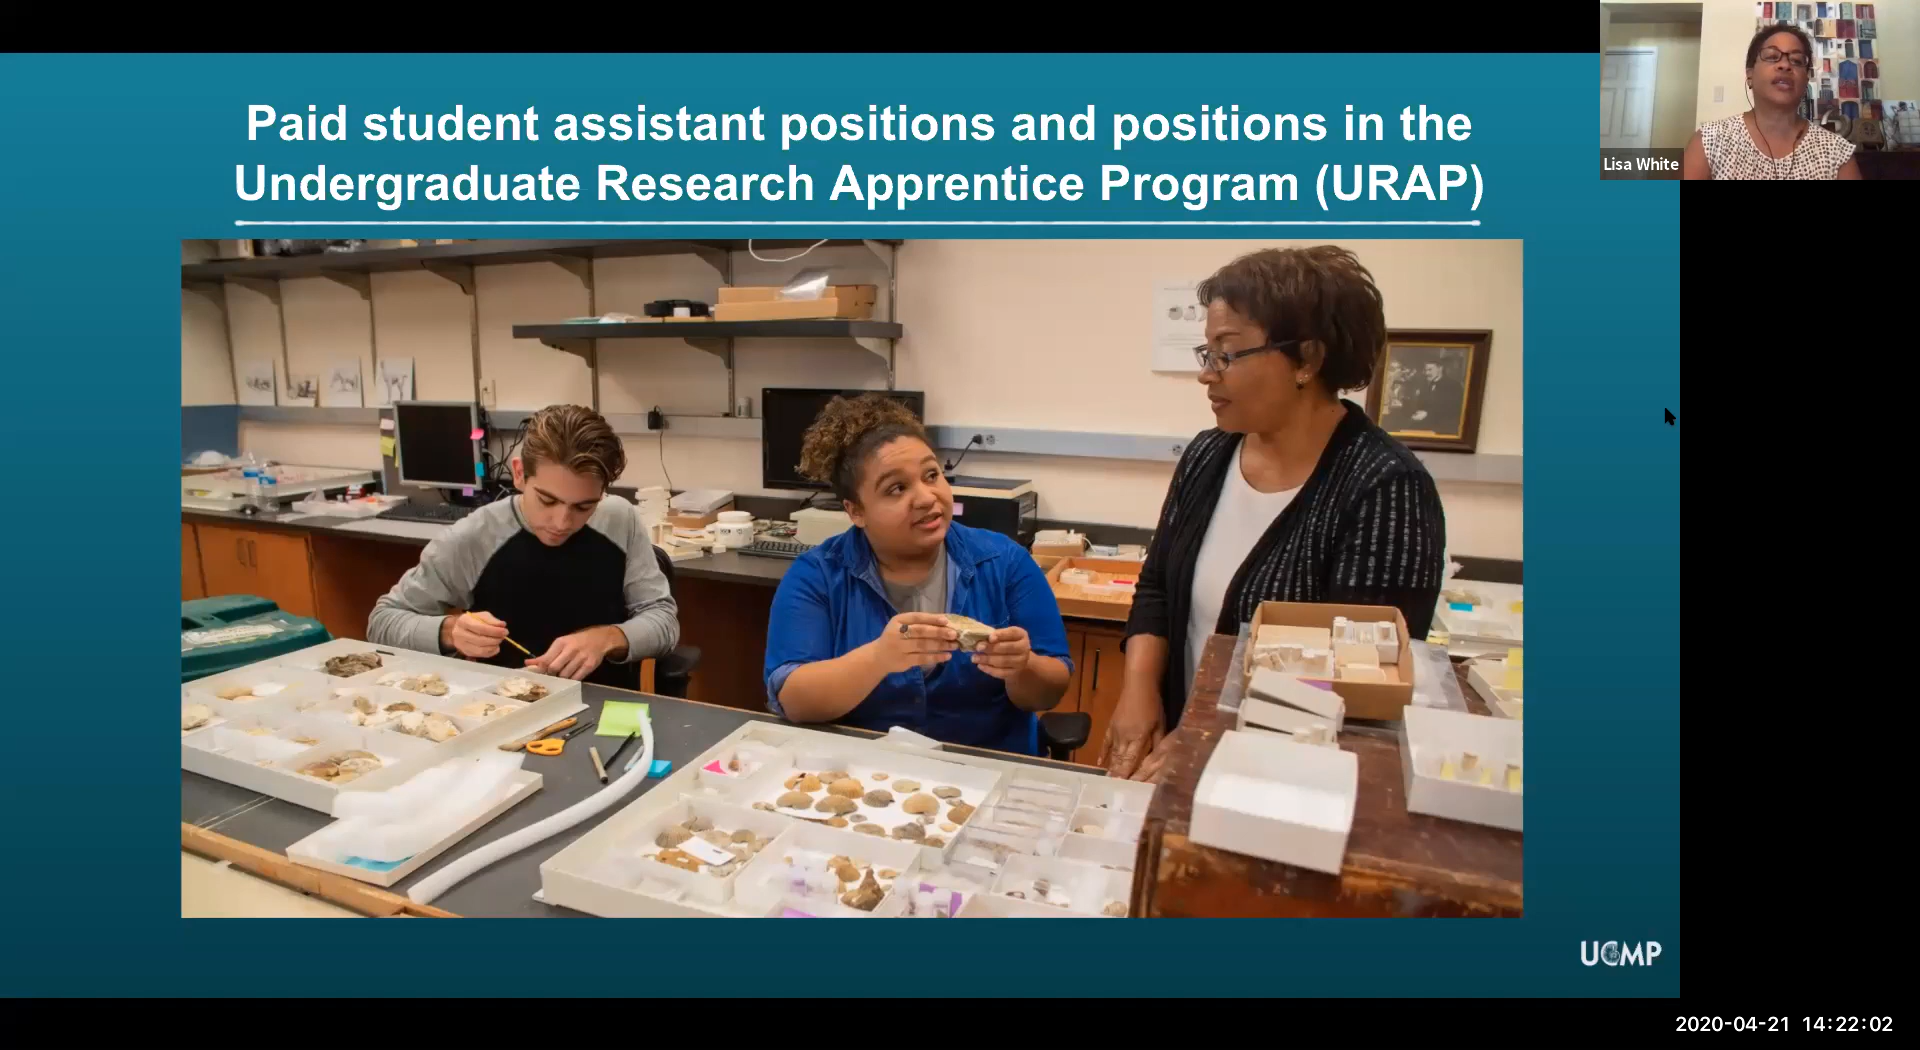 Paid student assistant positions and positions in the
Undergraduate Research Apprentice Program (URAP)
Lisa White
UCMP
2020-04-21 14:22:02